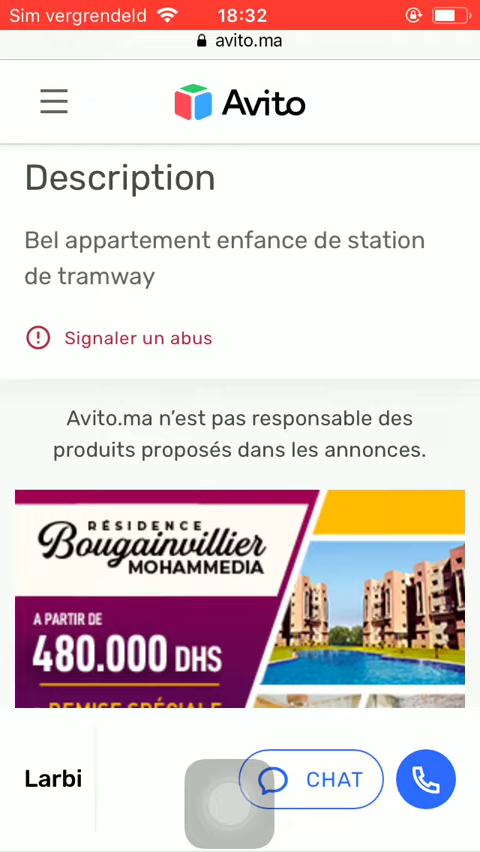 Sim vergrendeld 18:32
avito.ma
Avito
Description
Bel appartement enfance de station
de tramway
Signaler un abus
Avito.ma n’est pas responsable des
produits proposés dans les annonces.
RÉSIDENCE
Bougainvillier
MOHAMMEDIA
A PARTIR DE
480.000 DHS
REMISE SPÉCIALE
Larbi
CHAT